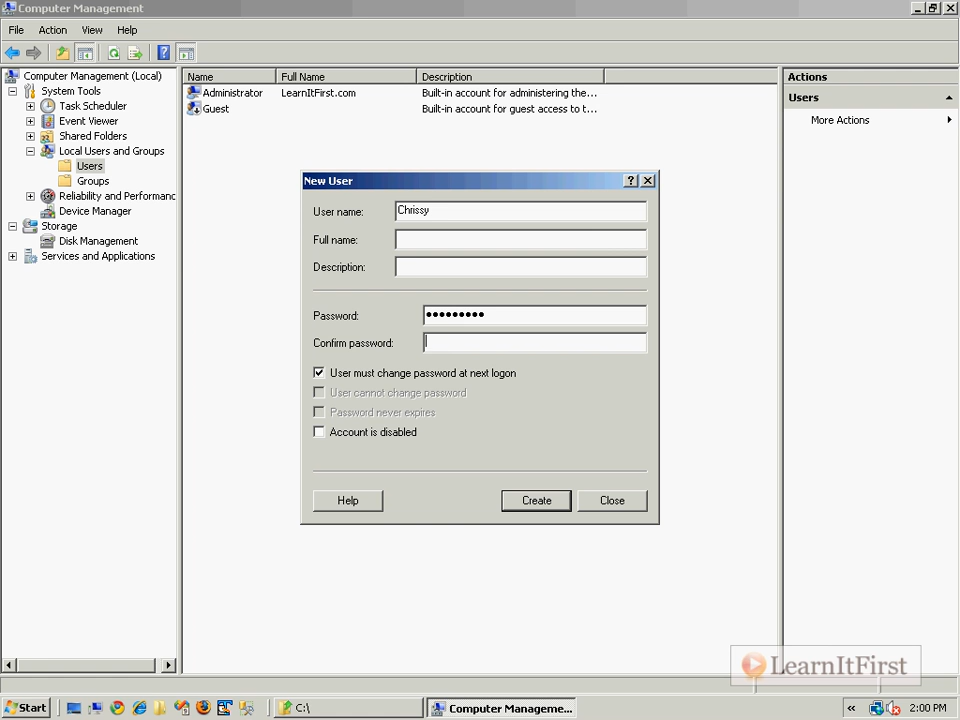 Computer Management
File Action View Help
Computer Management (Local)
System Tools
Task Scheduler
Event Viewer
Shared Folders
Local Users and Groups
Users
Groups
Reliability and Performanc
Device Manager
Storage
Disk Management
Services and Applications
Name Full Name Description
Administrator LearnItFirst.com Built-in account for administering the...
Guest Built-in account for guest access to t...
Actions
Users
More Actions
New User
User name: Chrissy
Full name:
Description:
Password: •••••••••
Confirm password:
User must change password at next logon
User cannot change password
Password never expires
Account is disabled
Help Create Close
LearnItFirst
Start C:\ Computer Manageme... « 2:00 PM